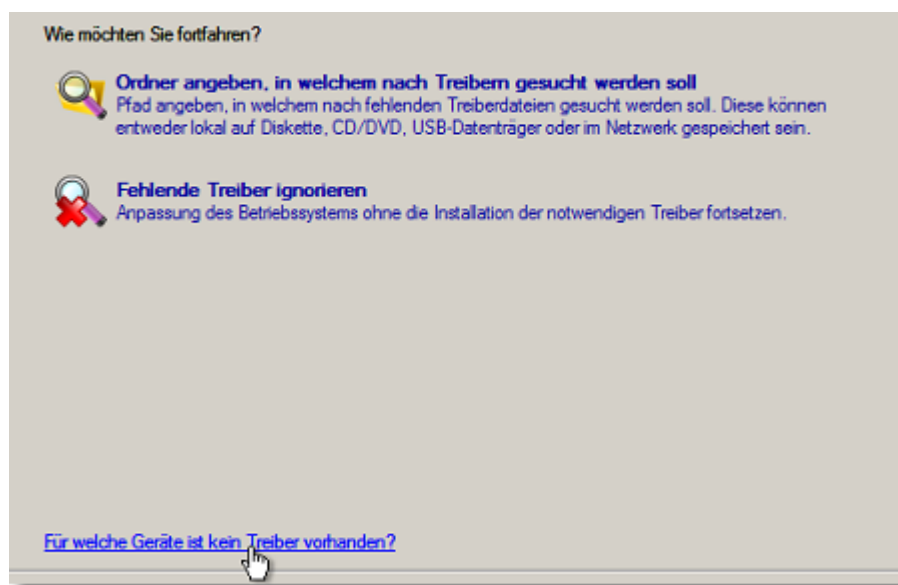 Wie möchten Sie fortfahren?
Ordner angeben, in welchem nach Treibern gesucht werden soll
Pfad angeben, in welchem nach fehlenden Treiberdateien gesucht werden soll. Diese können
entweder lokal auf Diskette, CD/DVD, USB-Datenträger oder im Netzwerk gespeichert sein.
Fehlende Treiber ignorieren
Anpassung des Betriebssystems ohne die Installation der notwendigen Treiber fortsetzen.
Für welche Geräte ist kein Treiber vorhanden?